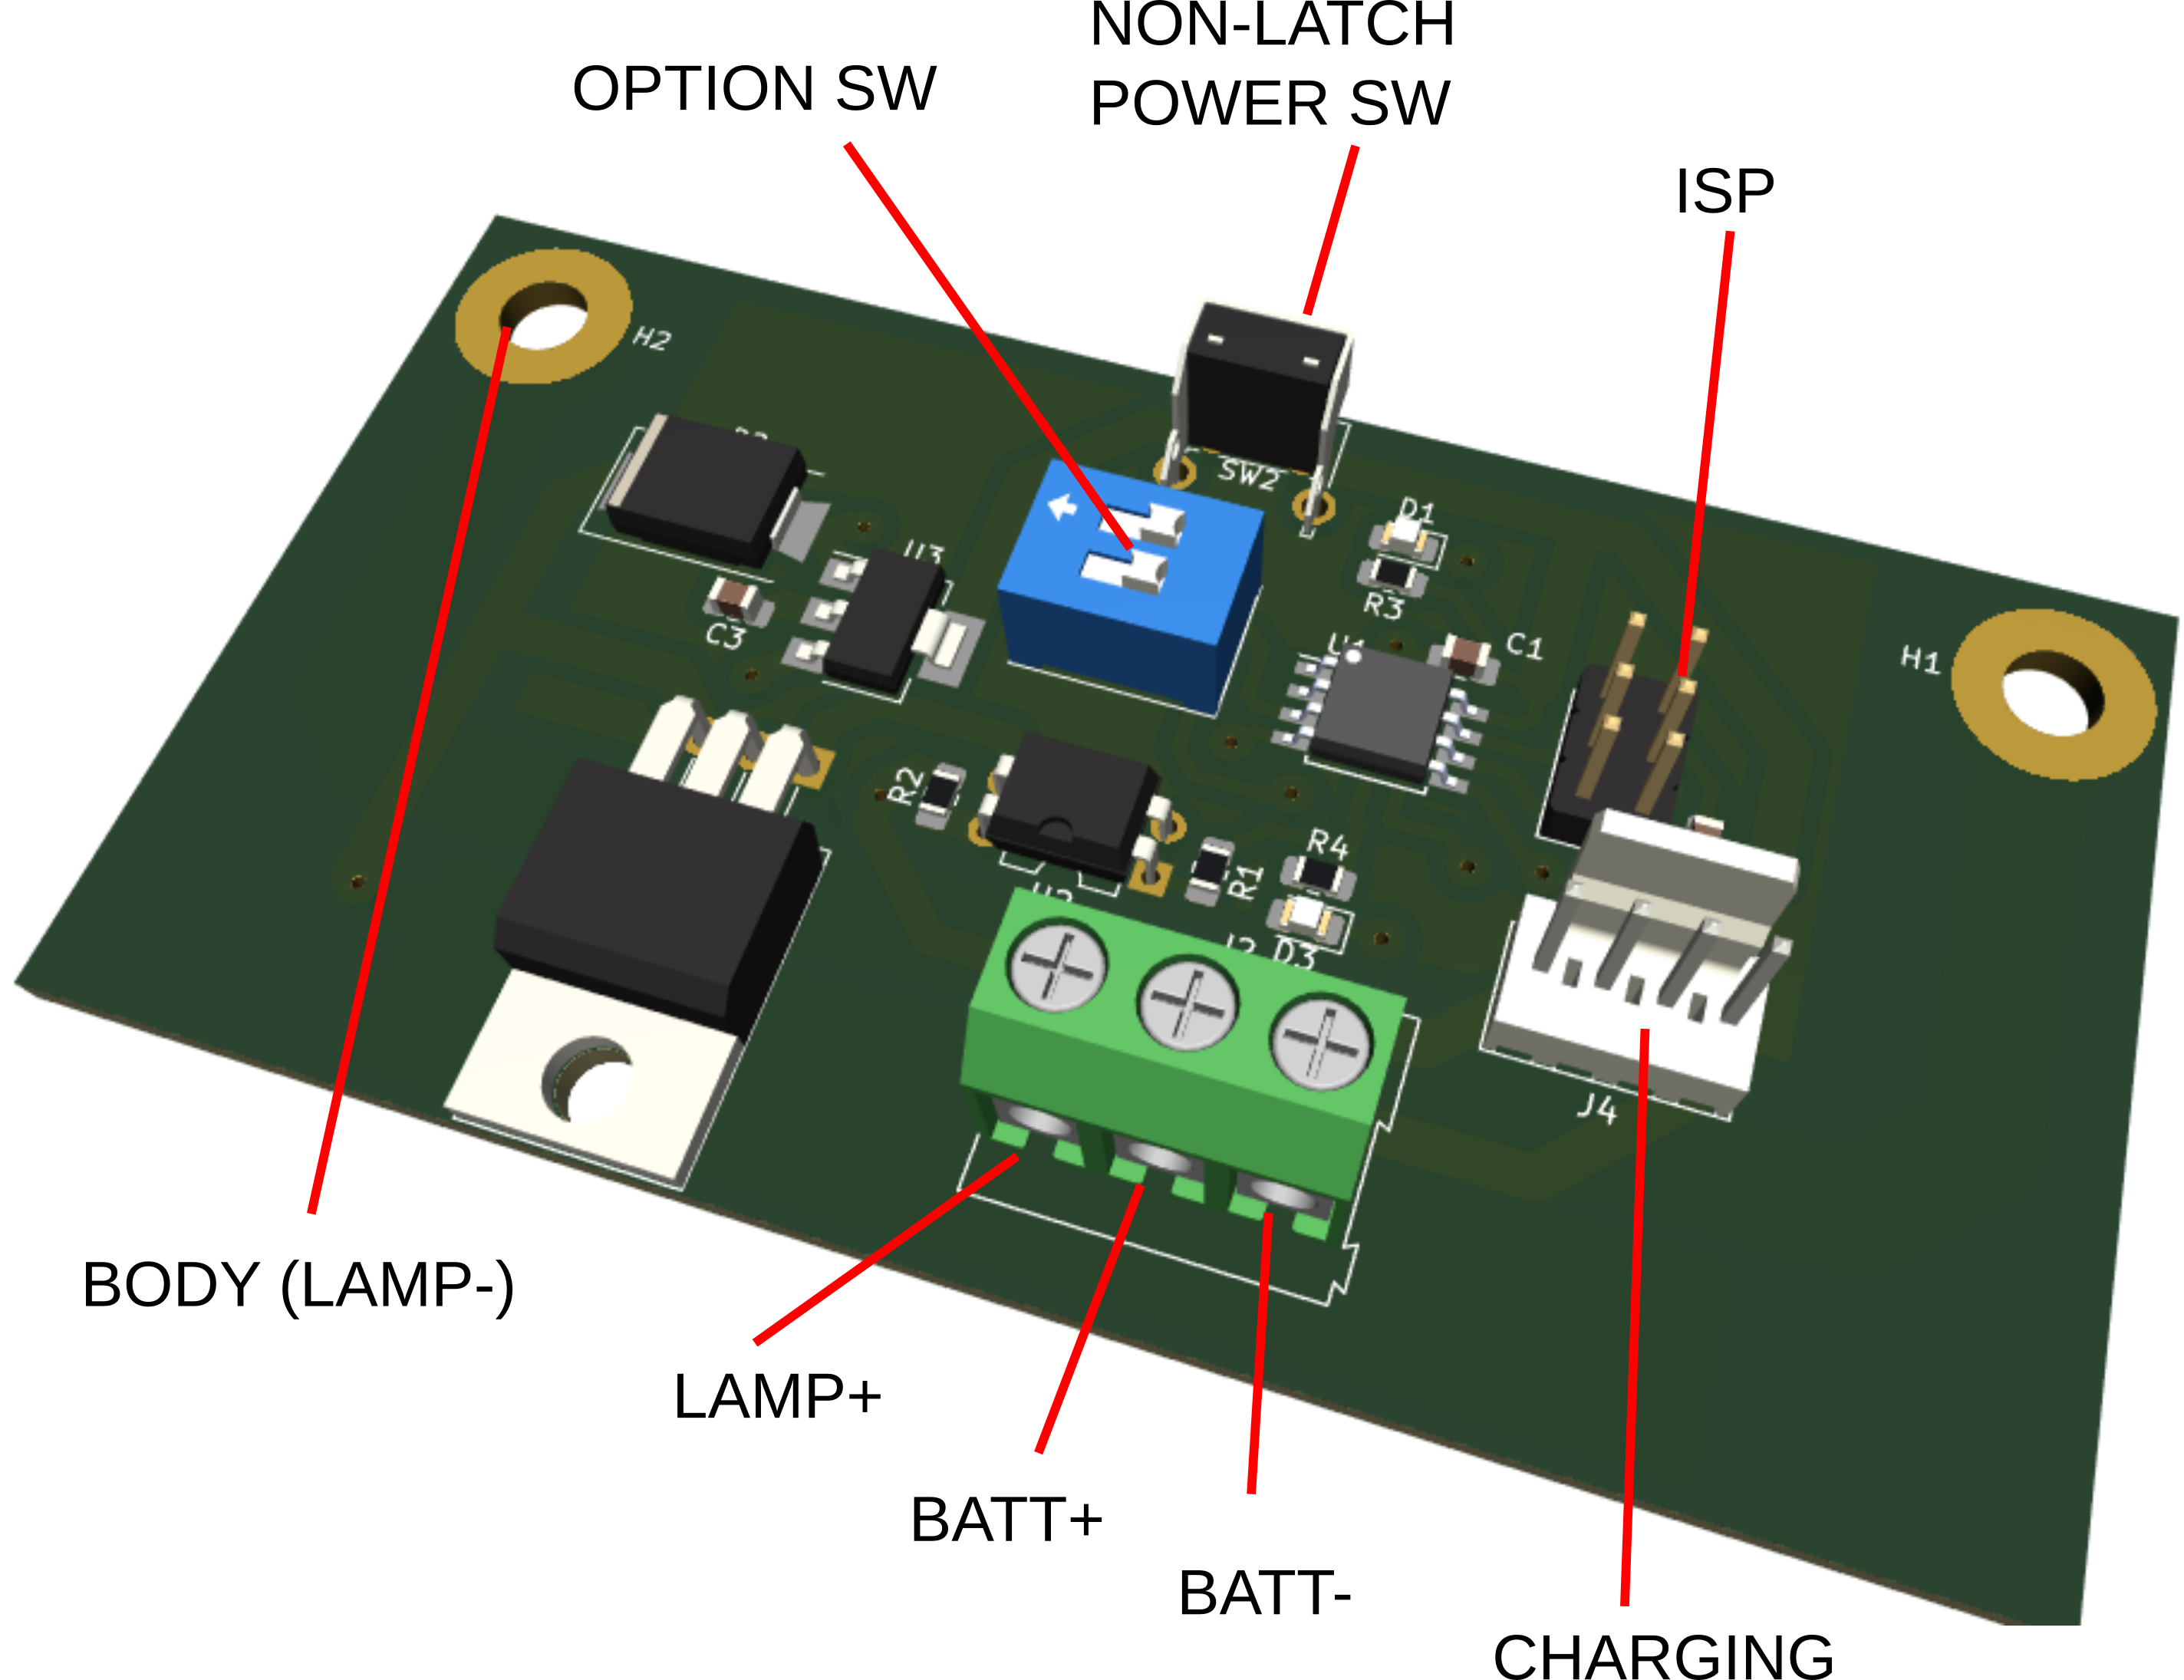 NON-LATCH
POWER SW
OPTION SW
ISP
H2
SW2
D1
R3
U3
C3
C1
H1
R2
R4
R1
D3
J4
BODY (LAMP-)
LAMP+
BATT+
BATT-
CHARGING